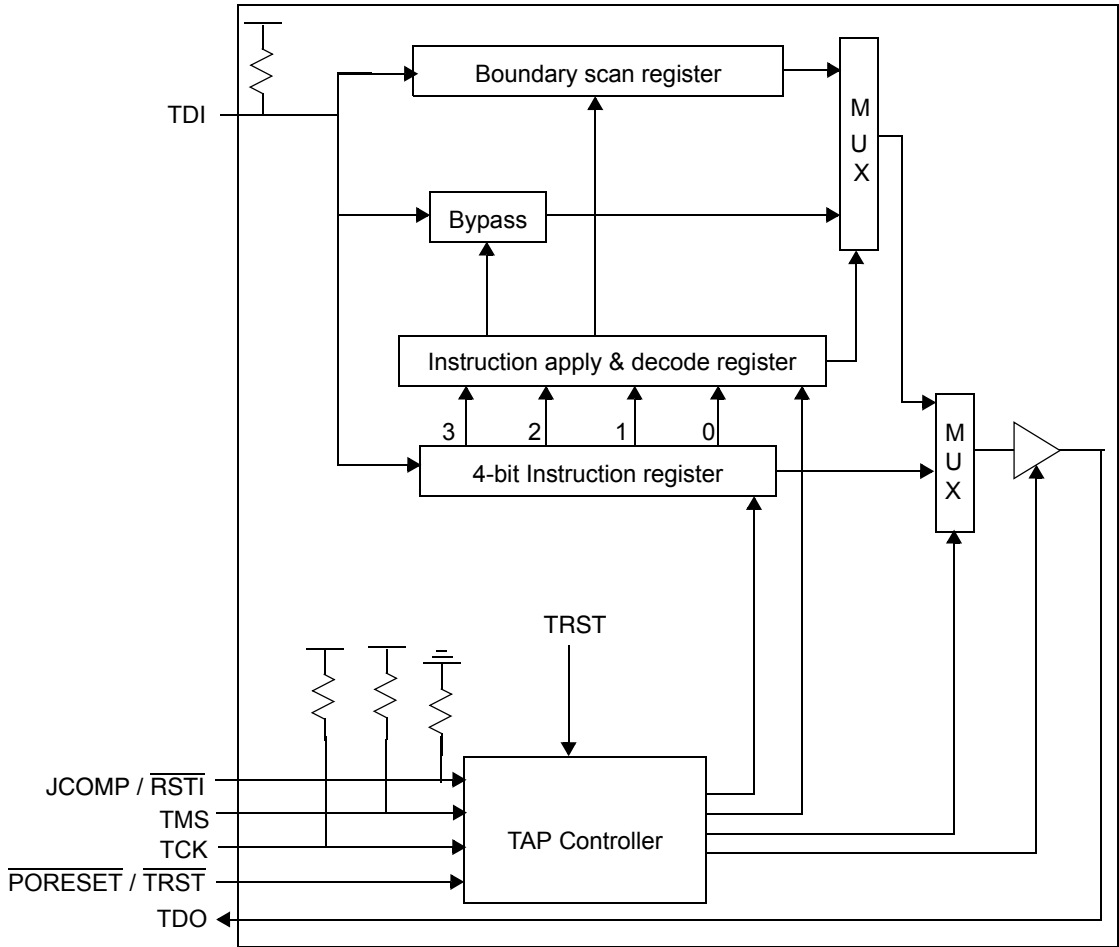 Boundary scan register
M
U
X
TDI
Bypass
Instruction apply & decode register
3 2 1 0
4-bit Instruction register
M
U
X
TRST
JCOMP / RSTI
TMS
TCK
PORESET / TRST
TDO
TAP Controller